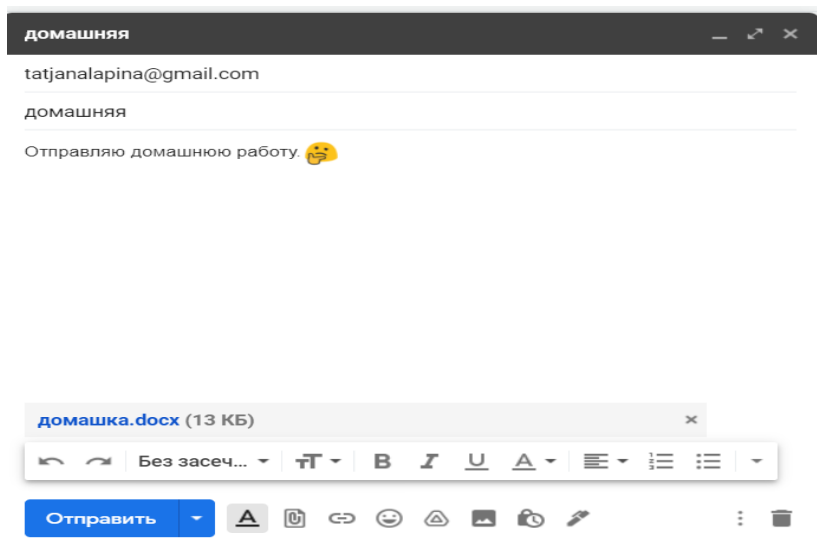 домашняя
tatjanalapina@gmail.com
домашняя
Отправляю домашнюю работу.
домашка.docx (13 КБ)
Без засеч...
Отправить